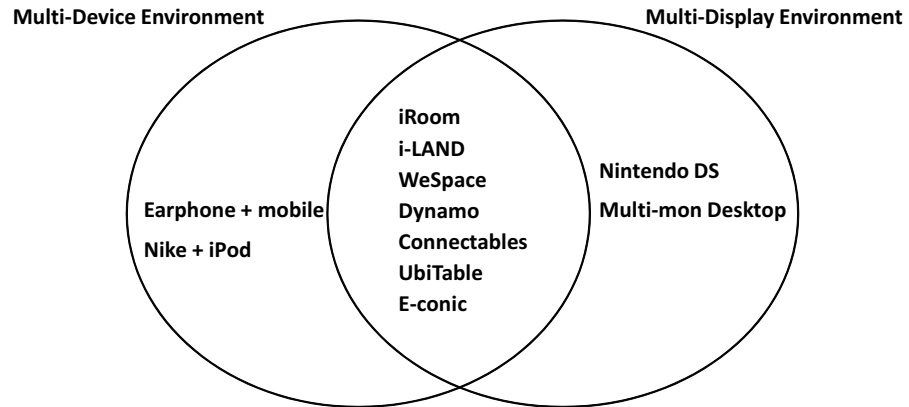 Multi-Device Environment
Multi-Display Environment
Earphone + mobile
Nike + iPod
iRoom
i-LAND
WeSpace
Dynamo
Connectables
UbiTable
E-conic
Nintendo DS
Multi-mon Desktop